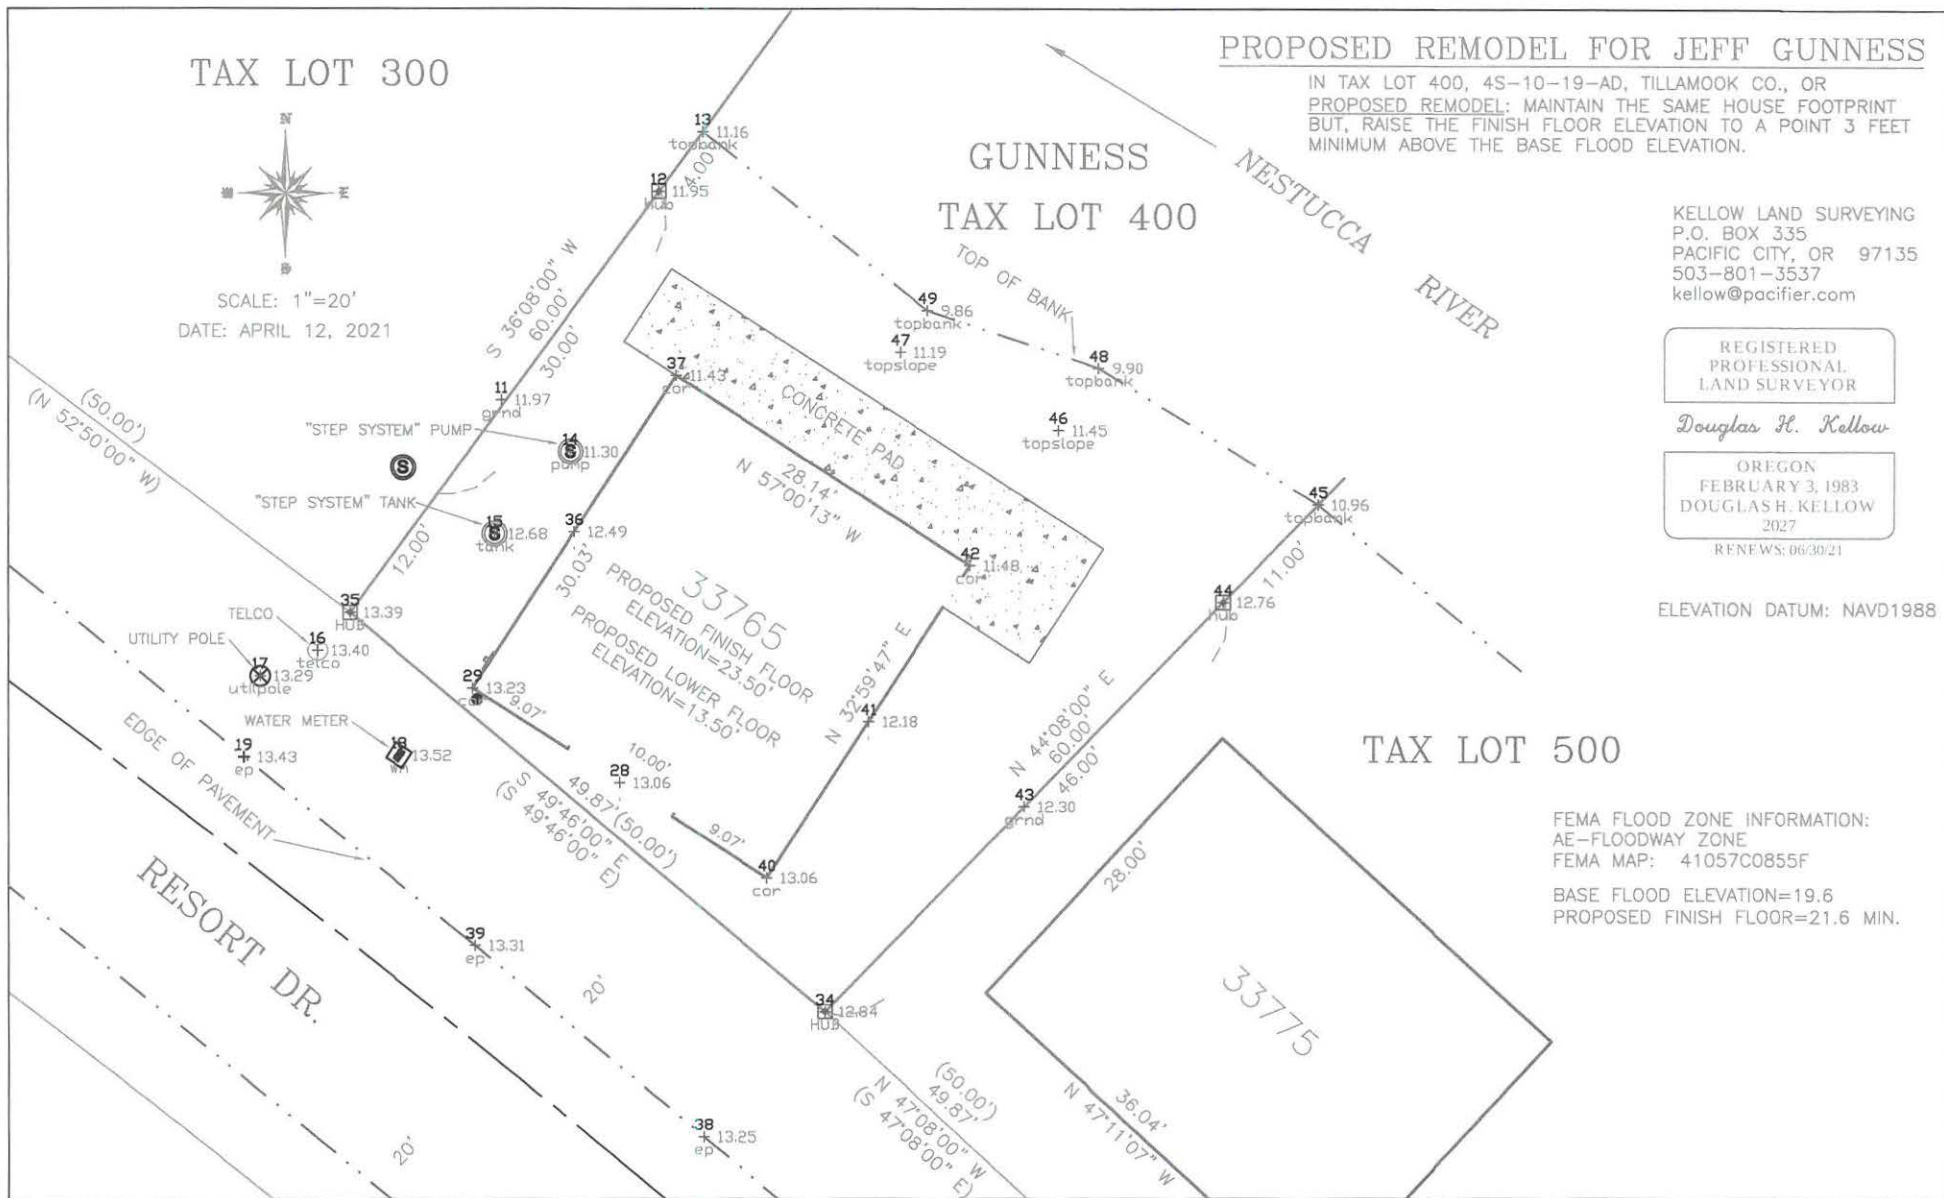 TAX LOT 300
N
E
S
SCALE: 1"=20'
DATE: APRIL 12, 2021
PROPOSED REMODEL FOR JEFF GUNNESS
IN TAX LOT 400, 4S-10-19-AD, TILLAMOOK CO., OR
PROPOSED REMODEL: MAINTAIN THE SAME HOUSE FOOTPRINT
BUT, RAISE THE FINISH FLOOR ELEVATION TO A POINT 3 FEET
MINIMUM ABOVE THE BASE FLOOD ELEVATION.
GUNNESS
TAX LOT 400
NESTUCCA RIVER
KELLOW LAND SURVEYING
P.O. BOX 335
PACIFIC CITY, OR 97135
503-801-3537
kellow@pacifier.com
REGISTERED
PROFESSIONAL
LAND SURVEYOR
Douglas H. Kellow
OREGON
FEBRUARY 3, 1983
DOUGLAS H. KELLOW
2027
RENEWS: 06/30/21
ELEVATION DATUM: NAVD1988
13
11.16
topbank
4.00'
12
11.95
hub
S 36°08'00" W
60.00'
30.00'
11
11.97
grnd
TOP OF BANK
49
9.86
topbank
47
11.19
topslope
48
9.90
topbank
46
11.45
topslope
45
10.96
topbank
11.00'
44
12.76
hub
37
11.43
cor
CONCRETE PAD
28.14'
N 57°00'13" W
42
11.48
cor
(50.00')
(N 52°50'00" W)
"STEP SYSTEM" PUMP
14
S
11.30
pump
S
"STEP SYSTEM" TANK
15
S
12.68
tank
12.00'
36
12.49
30.03'
33765
PROPOSED FINISH FLOOR
ELEVATION=23.50'
PROPOSED LOWER FLOOR
ELEVATION=13.50'
N 32°59'47" E
41
12.18
35
13.39
HUB
TELCO
16
13.40
telco
UTILITY POLE
17
13.29
utilpole
29
13.23
9.07'
WATER METER
18
13.52
wm
19
13.43
ep
EDGE OF PAVEMENT
10.00'
28
13.06
9.07'
40
13.06
cor
49.87'(50.00')
S 49°46'00" E
(S 49°46'00" E)
N 44°08'00" E
60.00'
46.00'
43
12.30
grnd
TAX LOT 500
FEMA FLOOD ZONE INFORMATION:
AE-FLOODWAY ZONE
FEMA MAP: 41057C0855F
BASE FLOOD ELEVATION=19.6
PROPOSED FINISH FLOOR=21.6 MIN.
28.00'
33775
36.04'
N 47°11'07" W
RESORT DR.
39
13.31
ep
20'
34
12.84
HUB
(50.00')
49.87'
N 47°08'00" W
(S 47°08'00" E)
38
13.25
ep
20'